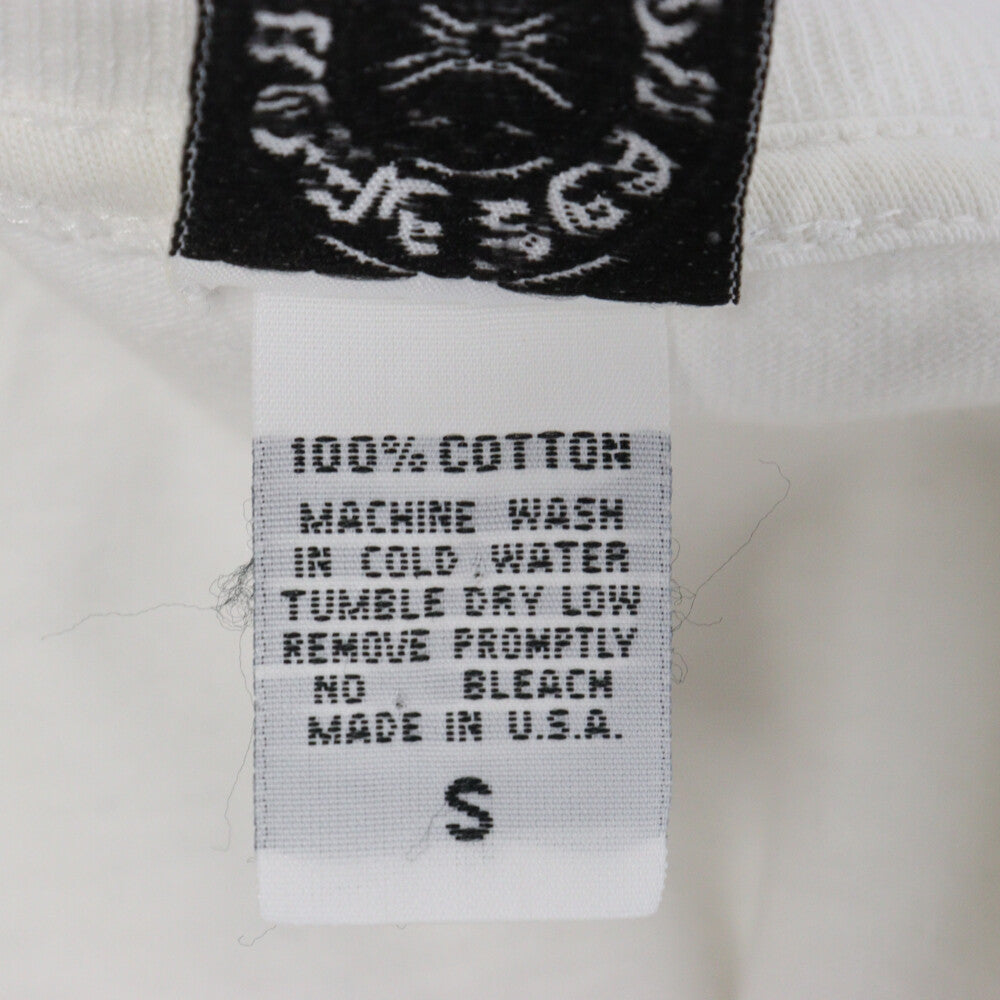 100% COTTON
MACHINE WASH
IN COLD WATER
TUMBLE DRY LOW
REMOVE PROMPTLY
NO BLEACH
MADE IN U.S.A.
S